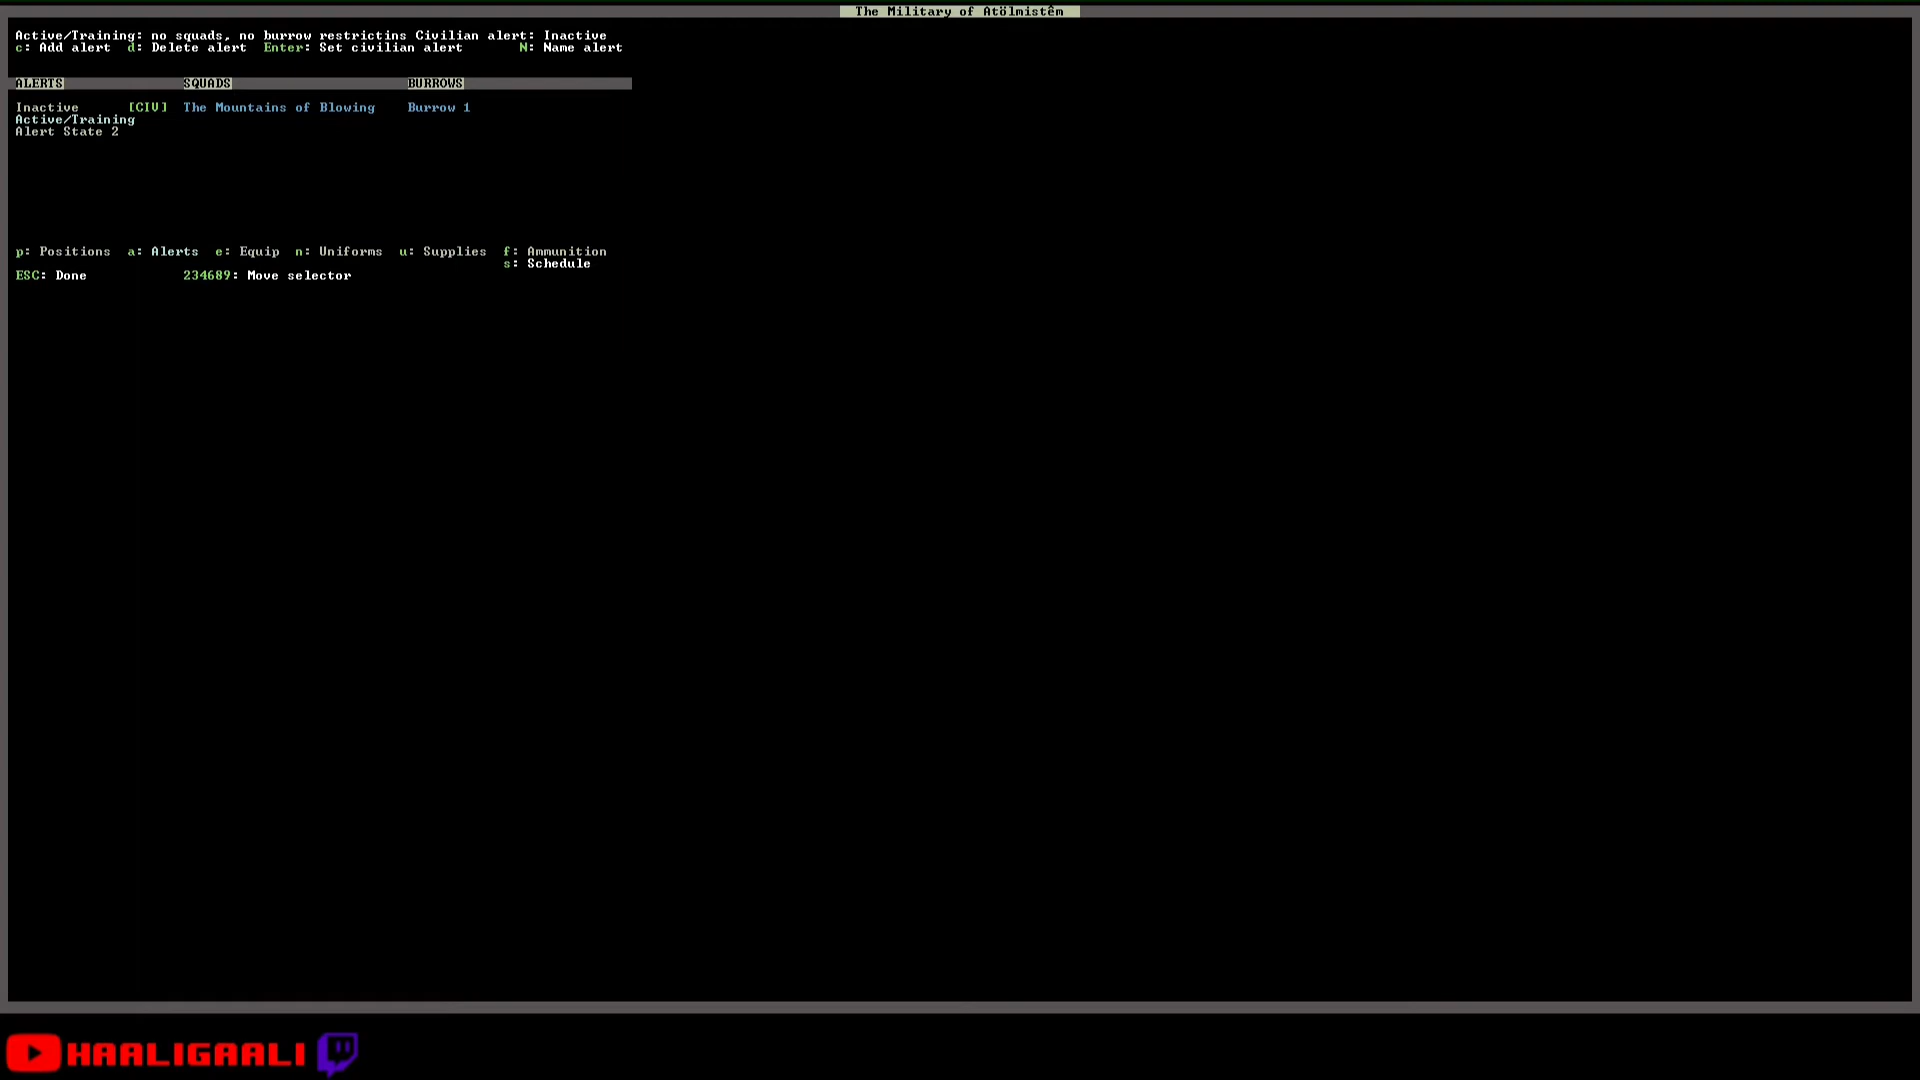 The Military of Atölmistêm
Active/Training: no squads, no burrow restrictins Civilian alert: Inactive
c: Add alert d: Delete alert Enter: Set civilian alert N: Name alert
ALERTS SQUADS BURROWS
Inactive [CIV] The Mountains of Blowing Burrow 1
Active/Training
Alert State 2
p: Positions a: Alerts e: Equip n: Uniforms u: Supplies f: Ammunition
s: Schedule
ESC: Done 234689: Move selector
HAALIGAALI